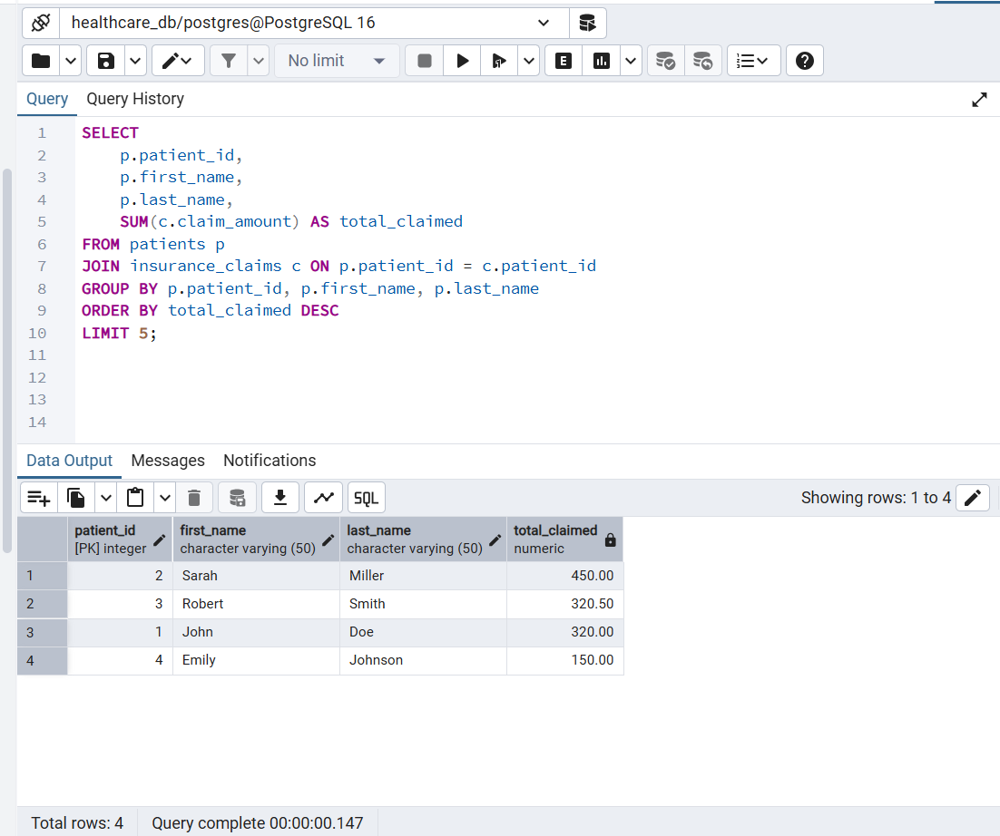 healthcare_db/postgres@PostgreSQL 16
No limit
E
Query Query History
1 SELECT
2 p.patient_id,
3 p.first_name,
4 p.last_name,
5 SUM(c.claim_amount) AS total_claimed
6 FROM patients p
7 JOIN insurance_claims c ON p.patient_id = c.patient_id
8 GROUP BY p.patient_id, p.first_name, p.last_name
9 ORDER BY total_claimed DESC
10 LIMIT 5;
11
12
13
14
Data Output Messages Notifications
SQL Showing rows: 1 to 4
patient_id first_name last_name total_claimed
[PK] integer character varying (50) character varying (50) numeric
1 2 Sarah Miller 450.00
2 3 Robert Smith 320.50
3 1 John Doe 320.00
4 4 Emily Johnson 150.00
Total rows: 4 Query complete 00:00:00.147